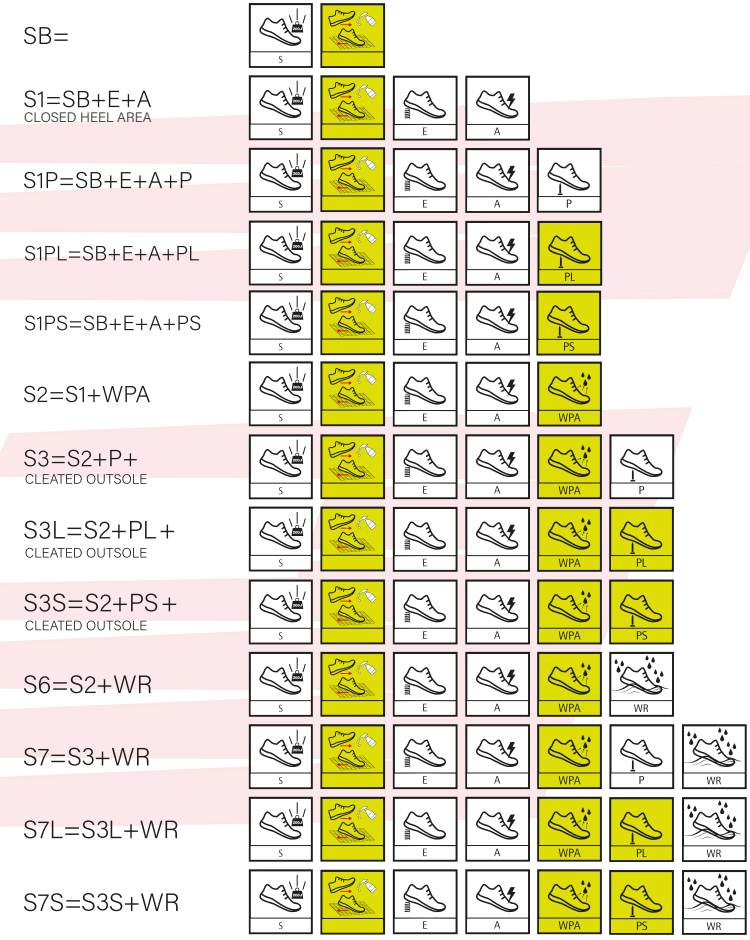 SB=
S
S1=SB+E+A
CLOSED HEEL AREA
S E A
S1P=SB+E+A+P
S E A P
S1PL=SB+E+A+PL
S E A PL
S1PS=SB+E+A+PS
S E A PS
S2=S1+WPA
S E A WPA
S3=S2+P+
CLEATED OUTSOLE
S E A WPA P
S3L=S2+PL+
CLEATED OUTSOLE
S E A WPA PL
S3S=S2+PS+
CLEATED OUTSOLE
S E A WPA PS
S6=S2+WR
S E A WPA WR
S7=S3+WR
S E A WPA P WR
S7L=S3L+WR
S E A WPA PL WR
S7S=S3S+WR
S E A WPA PS WR